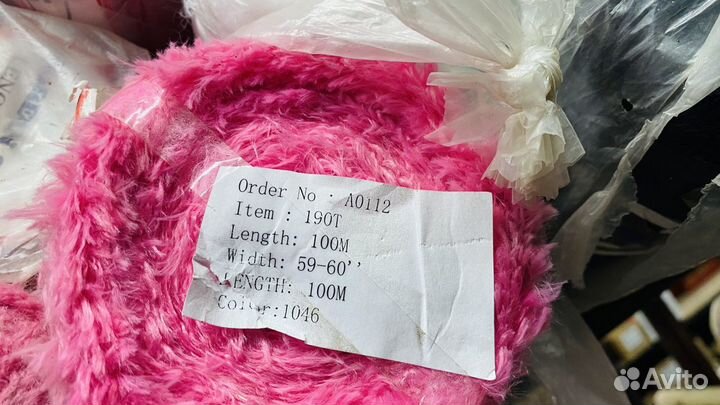 Order No : A0112
Item : 190T
Length: 100M
Width: 59-60''
LENGTH: 100M
Color:1046
Avito